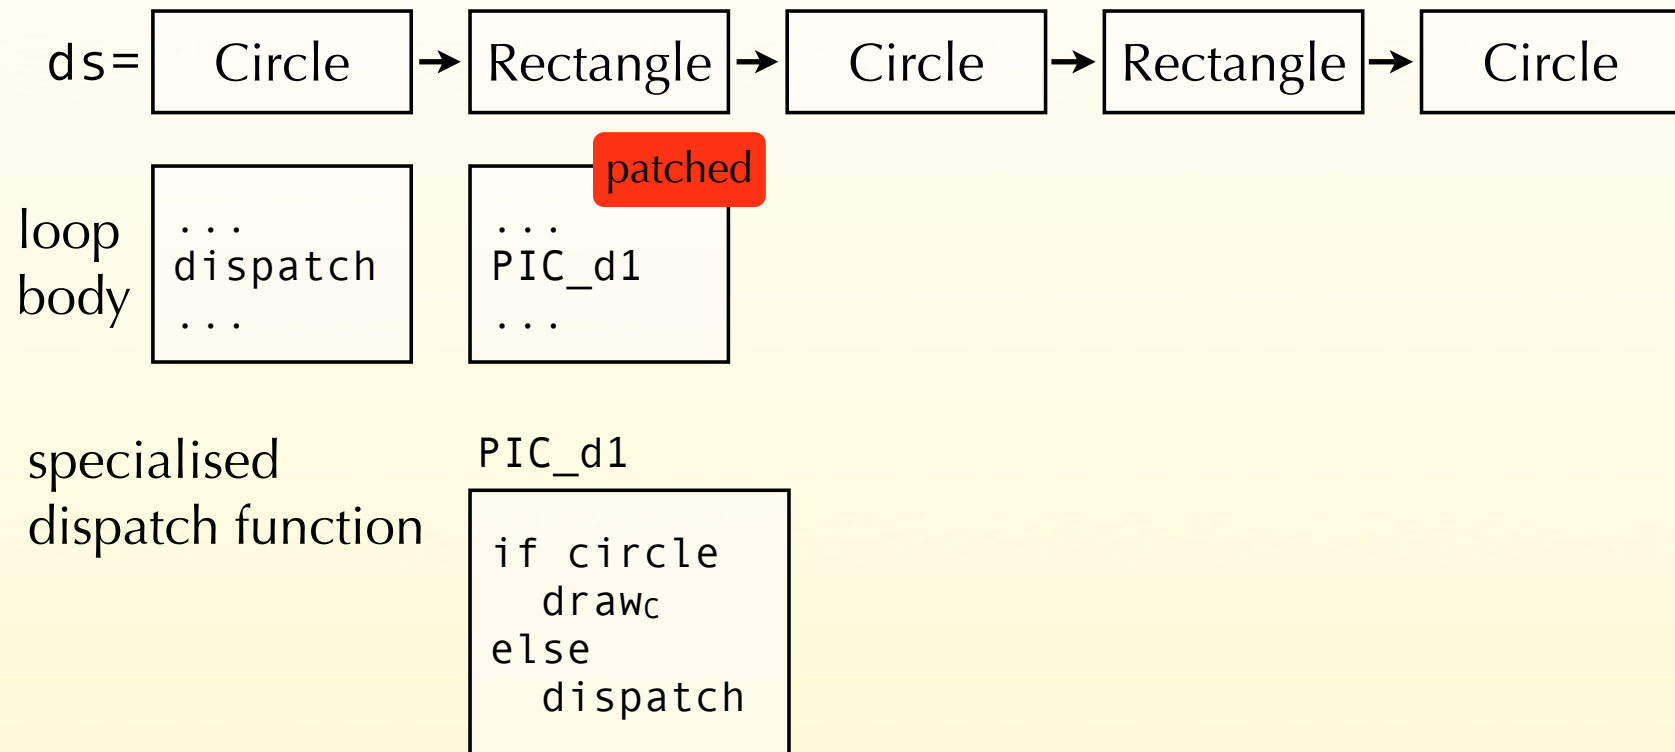 ds= Circle Rectangle Circle Rectangle Circle
patched
loop
body
...
dispatch
...
...
PIC_d1
...
specialised
dispatch function
PIC_d1
if circle
drawC
else
dispatch